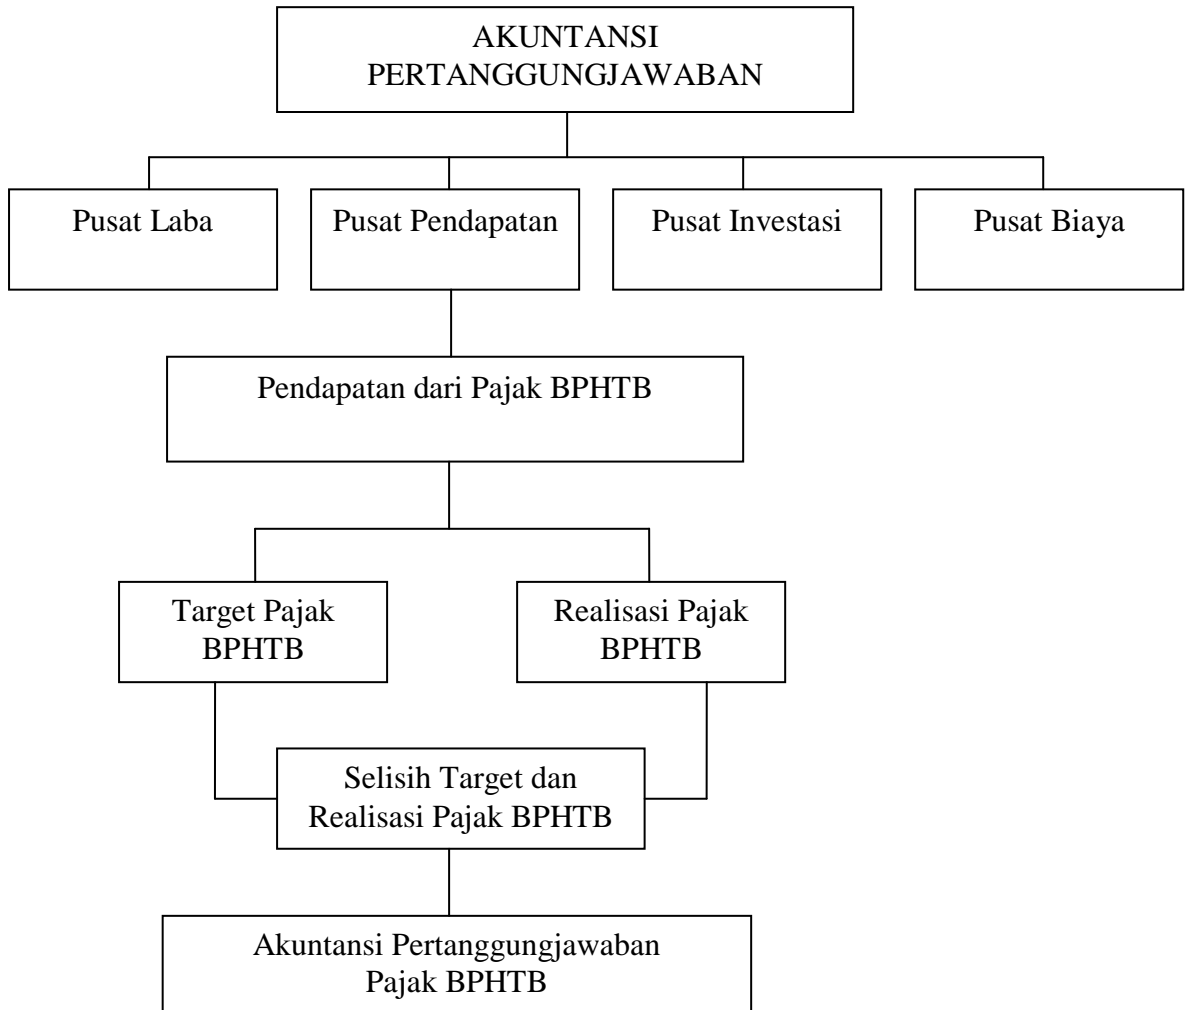 AKUNTANSI
PERTANGGUNGJAWABAN
Pusat Laba
Pusat Pendapatan
Pusat Investasi
Pusat Biaya
Pendapatan dari Pajak BPHTB
Target Pajak
BPHTB
Realisasi Pajak
BPHTB
Selisih Target dan
Realisasi Pajak BPHTB
Akuntansi Pertanggungjawaban
Pajak BPHTB